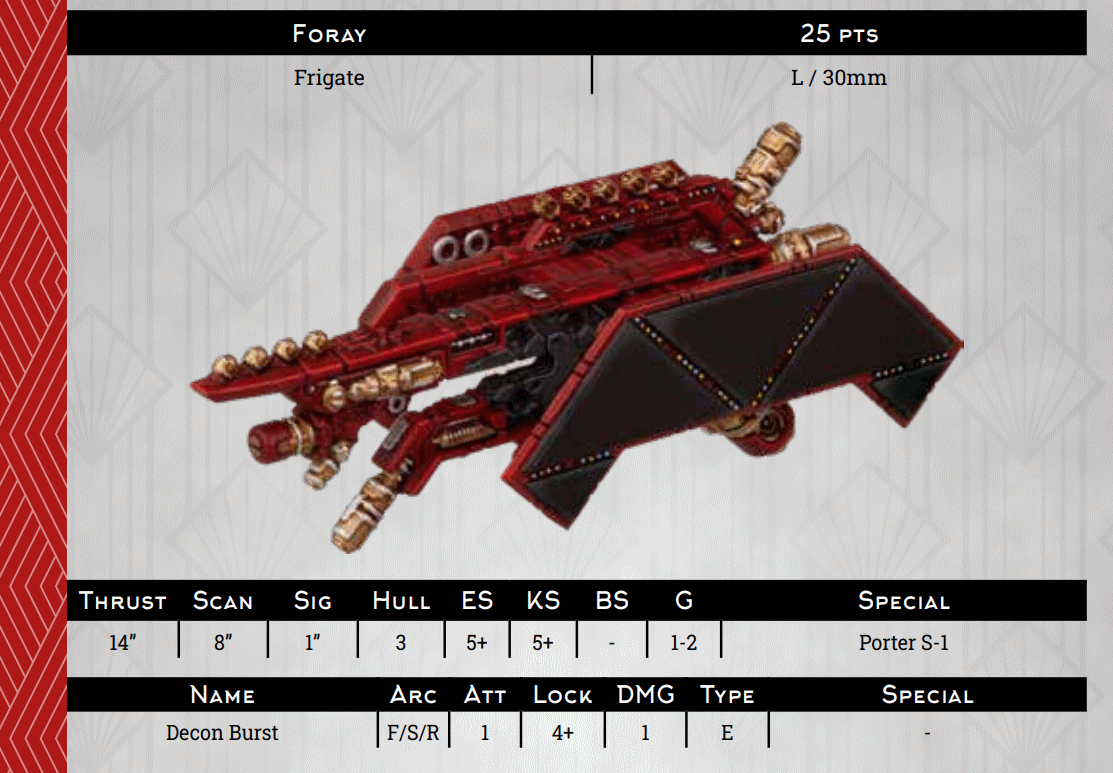 Foray 25 pts
Frigate L / 30mm
Thrust Scan Sig Hull ES KS BS G Special
14” 8” 1” 3 5+ 5+ - 1-2 Porter S-1
Name Arc Att Lock DMG Type Special
Decon Burst F/S/R 1 4+ 1 E -